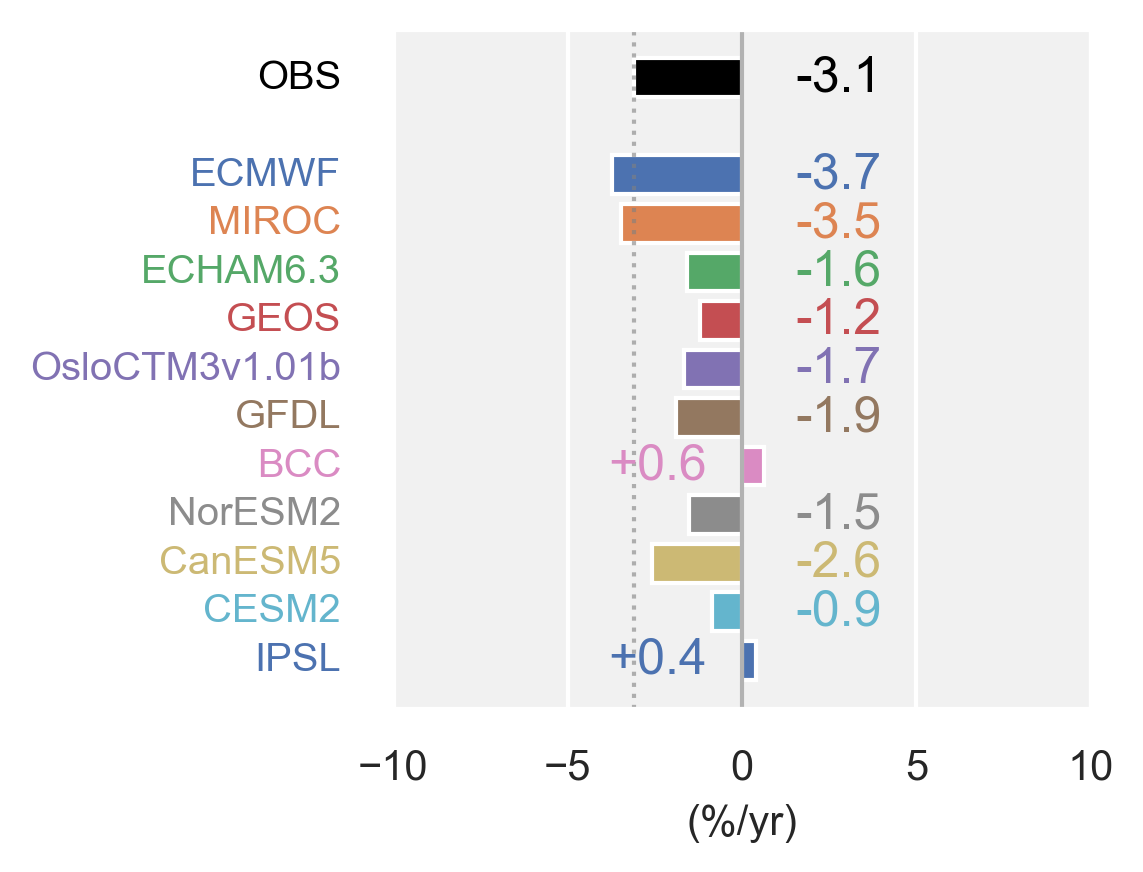 OBS -3.1
ECMWF -3.7
MIROC -3.5
ECHAM6.3 -1.6
GEOS -1.2
OsloCTM3v1.01b -1.7
GFDL -1.9
BCC +0.6
NorESM2 -1.5
CanESM5 -2.6
CESM2 -0.9
IPSL +0.4
−10 −5 0 5 10
(%/yr)